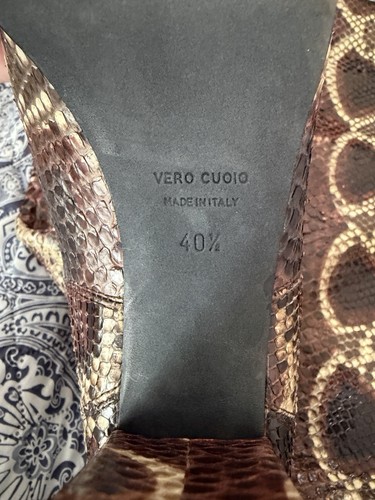 VERO CUOIO
MADE IN ITALY
40½